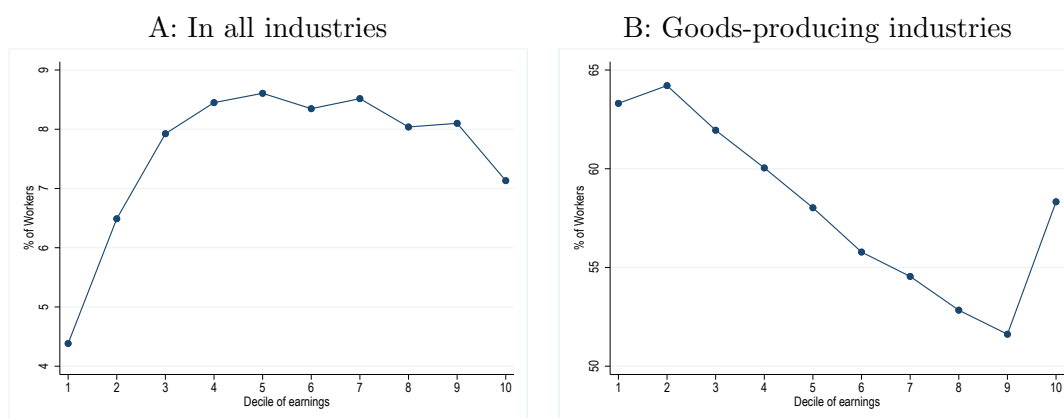 A: In all industries
9
8
7
6
5
4
% of Workers
1 2 3 4 5 6 7 8 9 10
Decile of earnings
B: Goods-producing industries
65
60
55
50
% of Workers
1 2 3 4 5 6 7 8 9 10
Decile of earnings